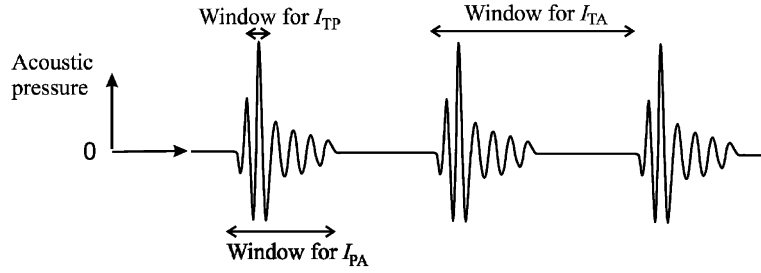 Window for I_TP
Window for I_TA
Acoustic
pressure
0
Window for I_PA